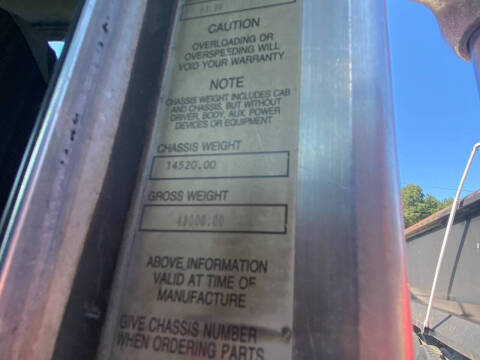 CAUTION
OVERLOADING OR
OVERSPEEDING WILL
VOID YOUR WARRANTY
NOTE
CHASSIS WEIGHT INCLUDES CAB
AND CHASSIS, BUT WITHOUT
DRIVER, BODY, AUX. POWER
DEVICES OR EQUIPMENT
CHASSIS WEIGHT
14520.00
GROSS WEIGHT
ABOVE INFORMATION
VALID AT TIME OF
MANUFACTURE
GIVE CHASSIS NUMBER
WHEN ORDERING PARTS